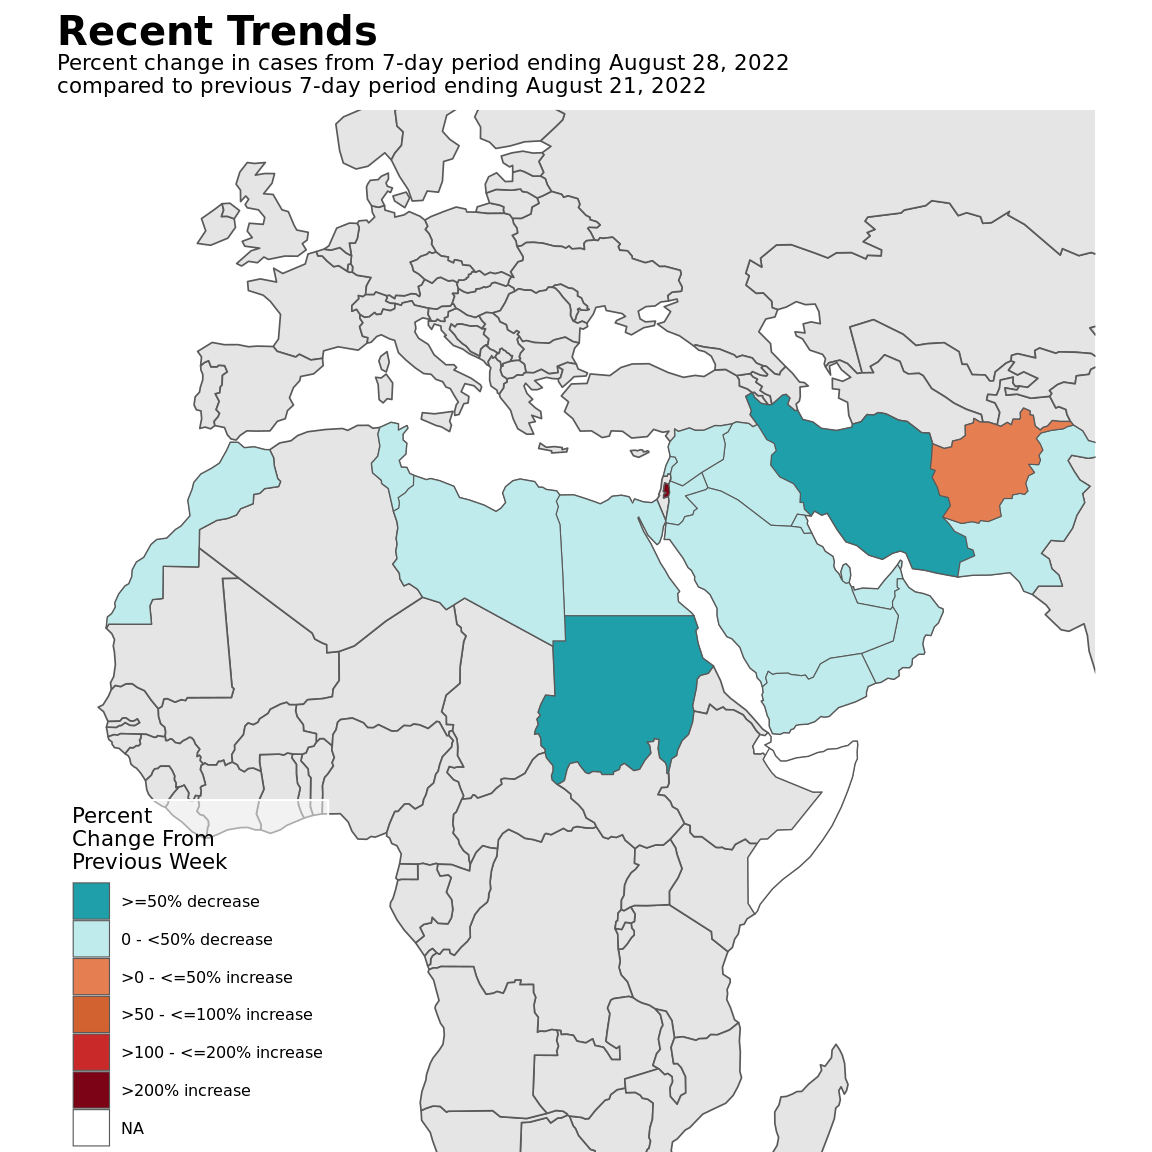 Recent Trends
Percent change in cases from 7-day period ending August 28, 2022
compared to previous 7-day period ending August 21, 2022
Percent
Change From
Previous Week
>=50% decrease
0 - <50% decrease
>0 - <=50% increase
>50 - <=100% increase
>100 - <=200% increase
>200% increase
NA